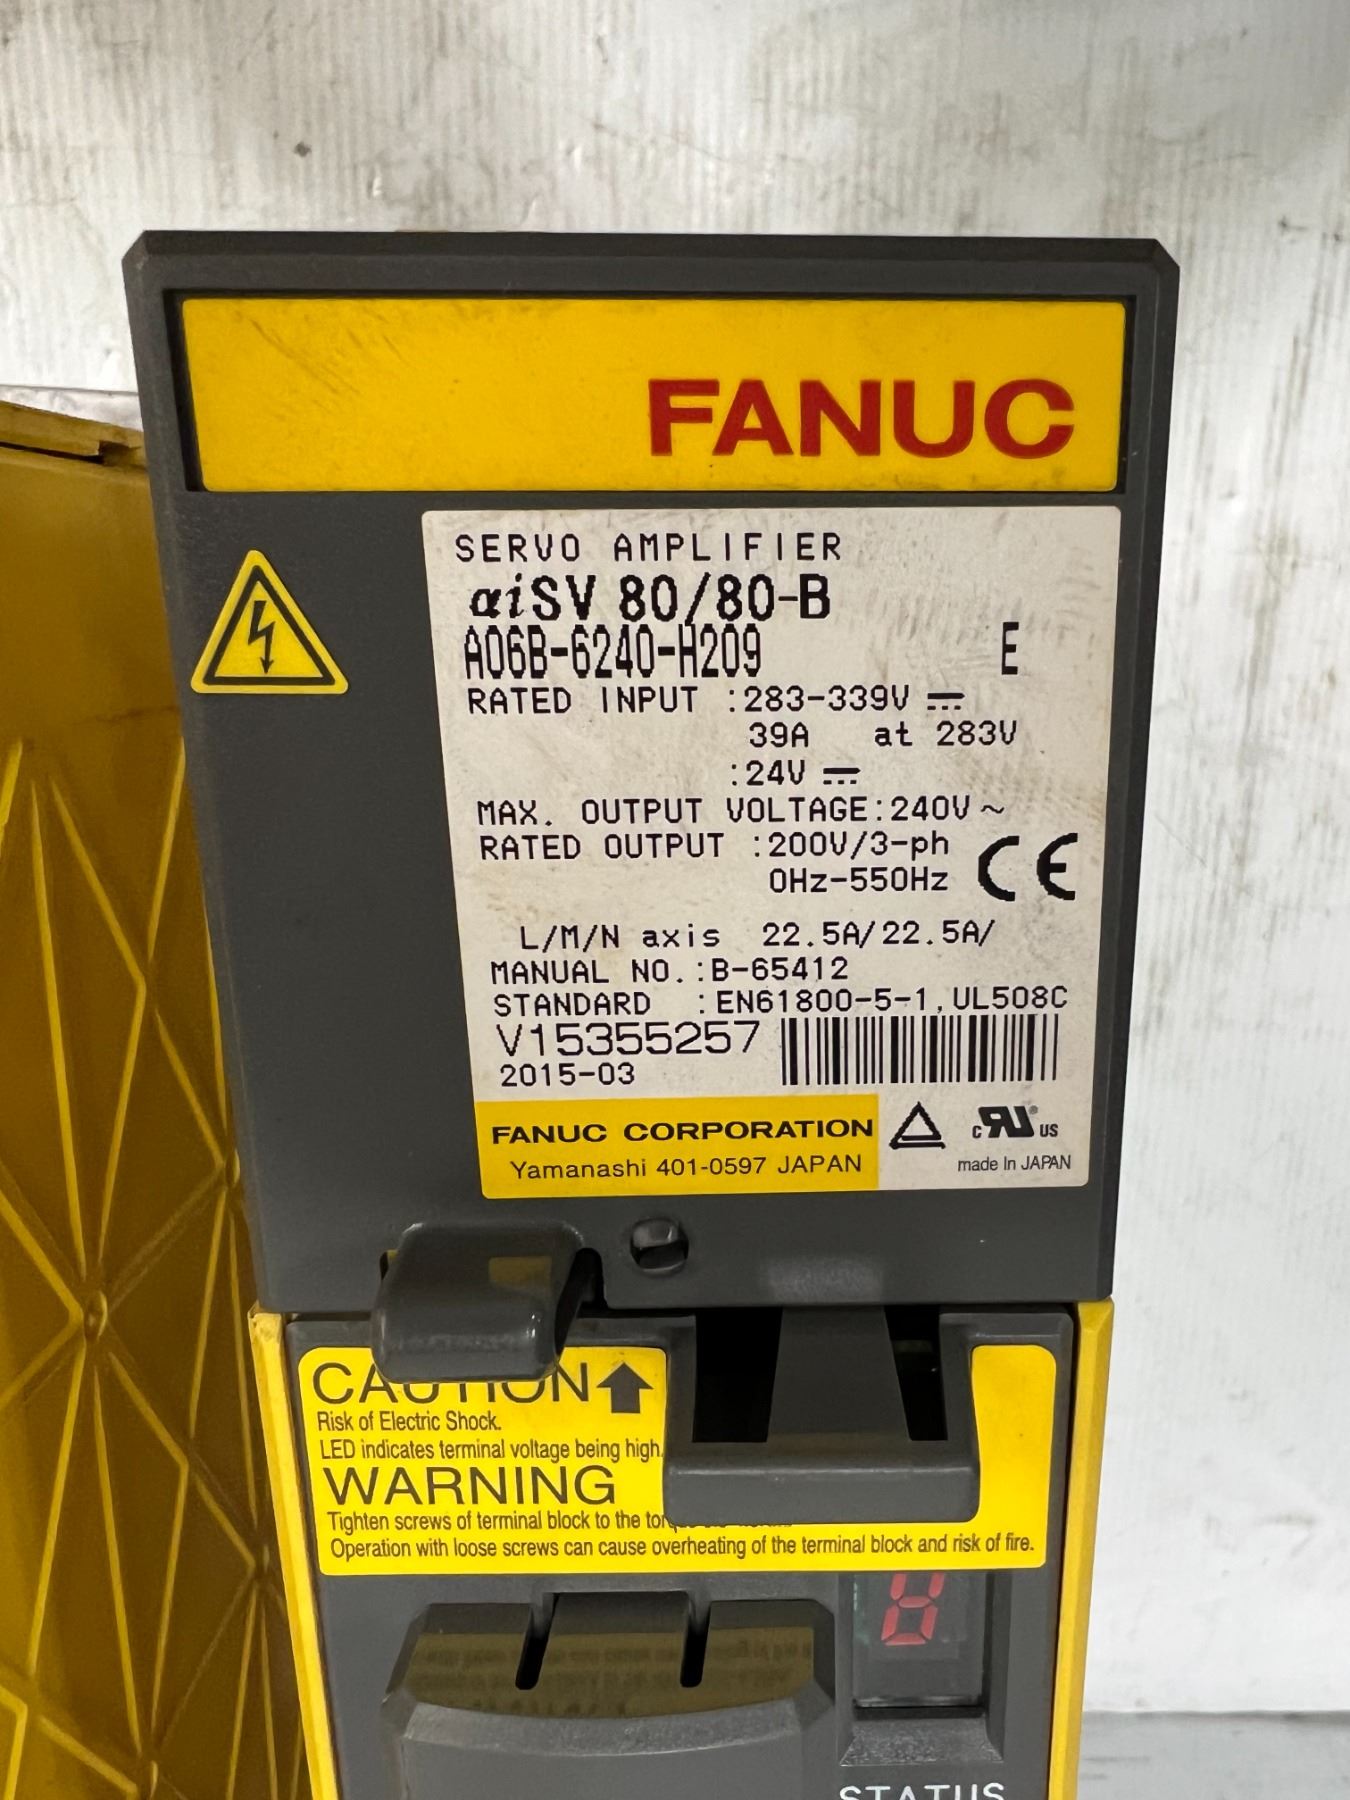 FANUC
SERVO AMPLIFIER
αiSV 80/80-B
A06B-6240-H209 E
RATED INPUT :283-339V ⎓
39A at 283V
:24V ⎓
MAX. OUTPUT VOLTAGE:240V ~
RATED OUTPUT :200V/3-ph
0Hz-550Hz
CE
L/M/N axis 22.5A/22.5A/
MANUAL NO.:B-65412
STANDARD :EN61800-5-1,UL508C
V15355257
2015-03
FANUC CORPORATION
Yamanashi 401-0597 JAPAN
c RU ® US
made In JAPAN
CAUTION
Risk of Electric Shock.
LED indicates terminal voltage being high.
WARNING
Tighten screws of terminal block to the
Operation with loose screws can cause overheating of the terminal block and risk of fire.
STATUS